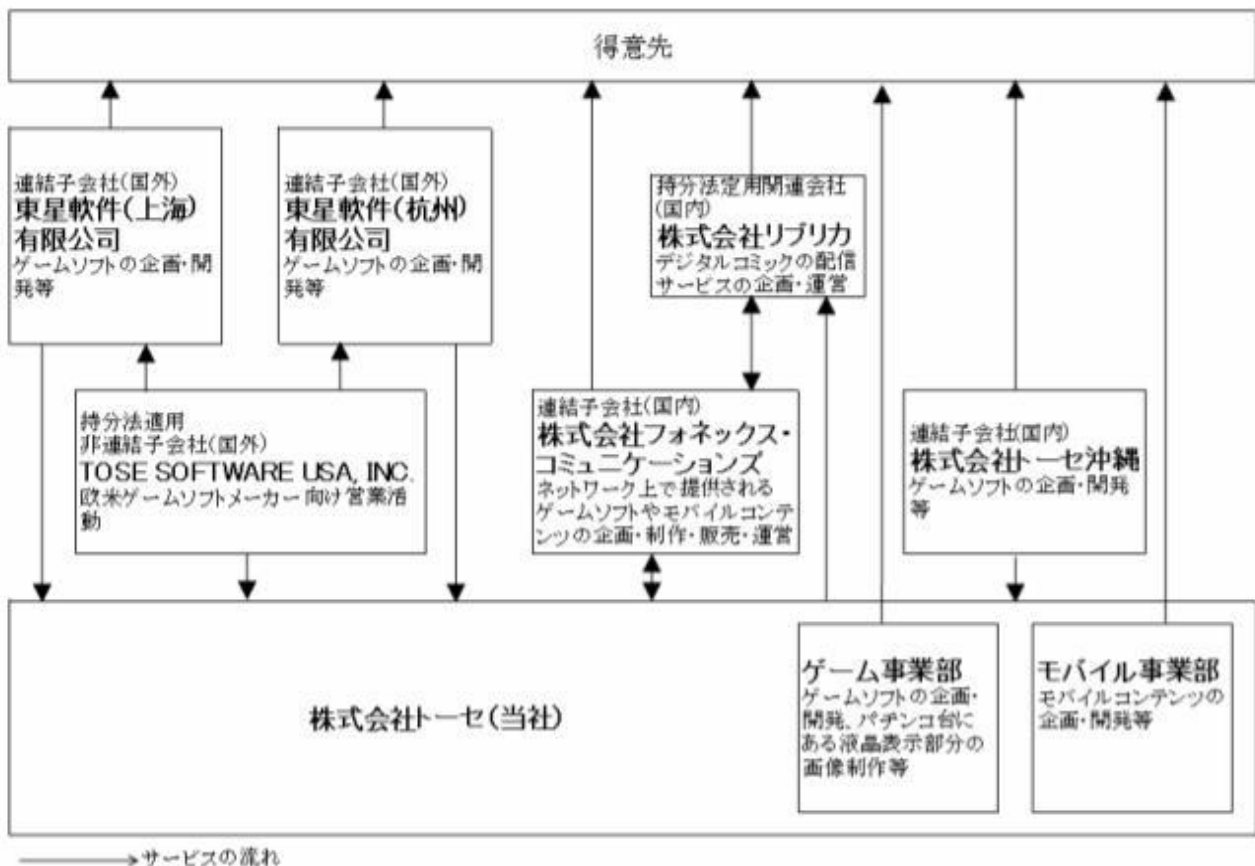 得意先
連結子会社(国外)
東星軟件(上海)
有限公司
ゲームソフトの企画・開
発等
連結子会社(国外)
東星軟件(杭州)
有限公司
ゲームソフトの企画・開
発等
持分法定用関連会社
(国内)
株式会社リブリカ
デジタルコミックの配信
サービスの企画・運営
持分法適用
非連結子会社(国外)
TOSE SOFTWARE USA, INC.
欧米ゲームソフトメーカー向け営業活
動
連結子会社(国内)
株式会社フォネックス・
コミュニケーションズ
ネットワーク上で提供される
ゲームソフトやモバイルコンテ
ンツの企画・制作・販売・運営
連結子会社(国内)
株式会社トーセ沖縄
ゲームソフトの企画・開発
等
株式会社トーセ(当社)
ゲーム事業部
ゲームソフトの企画・
開発、パチンコ台に
ある液晶表示部分の
画像制作等
モバイル事業部
モバイルコンテンツの
企画・開発等
サービスの流れ